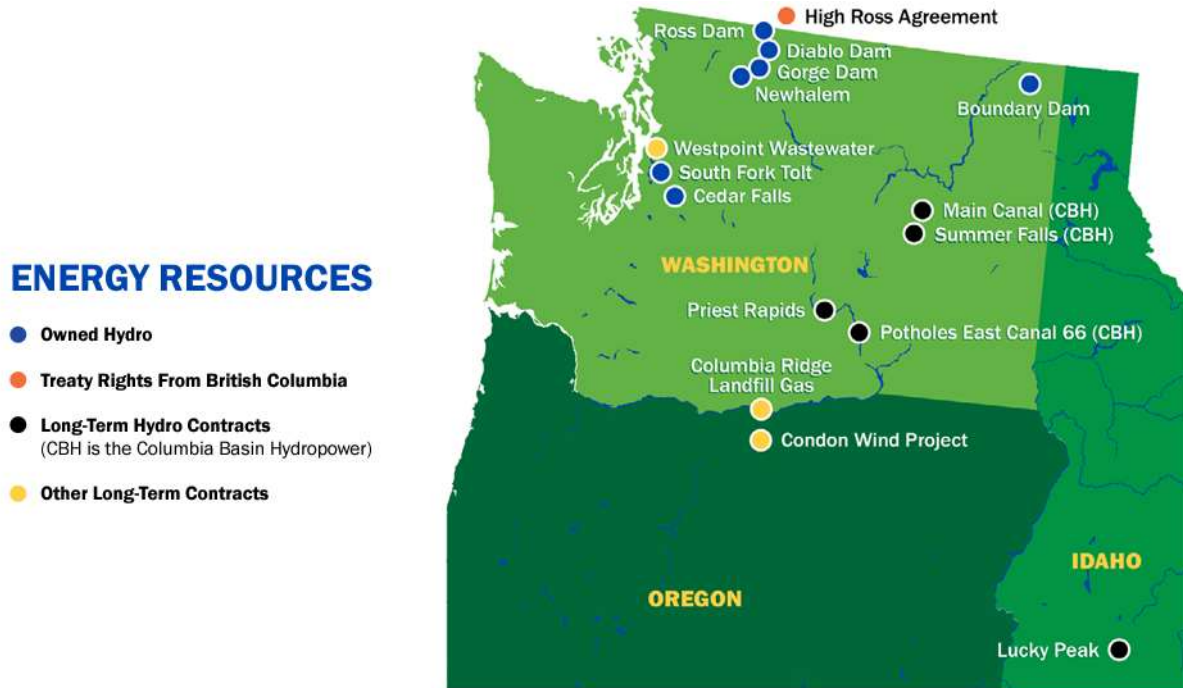 ENERGY RESOURCES
Owned Hydro
Treaty Rights From British Columbia
Long-Term Hydro Contracts
(CBH is the Columbia Basin Hydropower)
Other Long-Term Contracts
High Ross Agreement
Ross Dam
Diablo Dam
Gorge Dam
Newhalem
Boundary Dam
Westpoint Wastewater
South Fork Tolt
Cedar Falls
Main Canal (CBH)
Summer Falls (CBH)
WASHINGTON
Priest Rapids
Potholes East Canal 66 (CBH)
Columbia Ridge
Landfill Gas
Condon Wind Project
IDAHO
OREGON
Lucky Peak